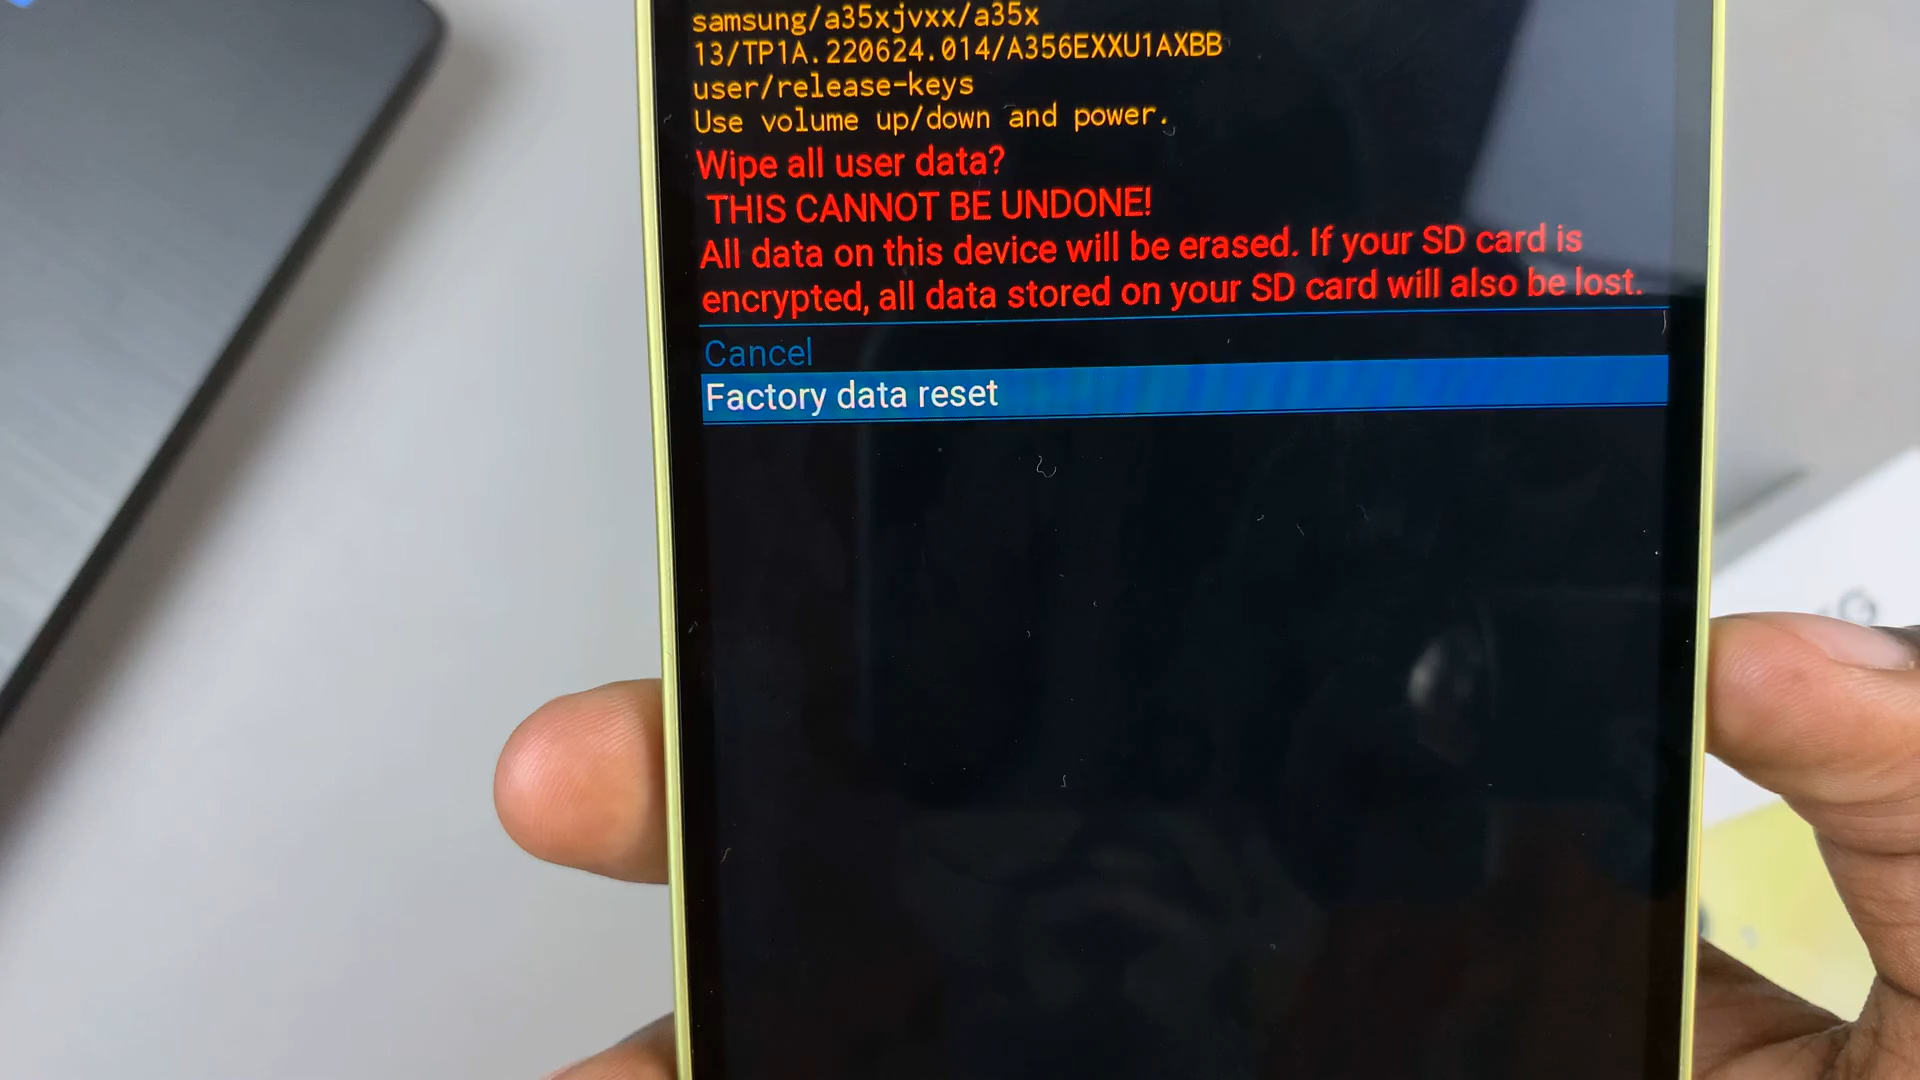 samsung/a35xjvxx/a35x
13/TP1A.220624.014/A356EXXU1AXBB
user/release-keys
Use volume up/down and power.
Wipe all user data?
THIS CANNOT BE UNDONE!
All data on this device will be erased. If your SD card is
encrypted, all data stored on your SD card will also be lost.
Cancel
Factory data reset